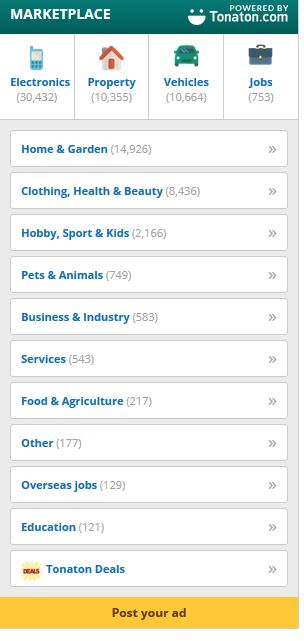 MARKETPLACE
POWERED BY
Tonaton.com
Electronics
(30,432)
Property
(10,355)
Vehicles
(10,664)
Jobs
(753)
Home & Garden (14,926) »
Clothing, Health & Beauty (8,436) »
Hobby, Sport & Kids (2,166) »
Pets & Animals (749) »
Business & Industry (583) »
Services (543) »
Food & Agriculture (217) »
Other (177) »
Overseas jobs (129) »
Education (121) »
DEALS Tonaton Deals »
Post your ad